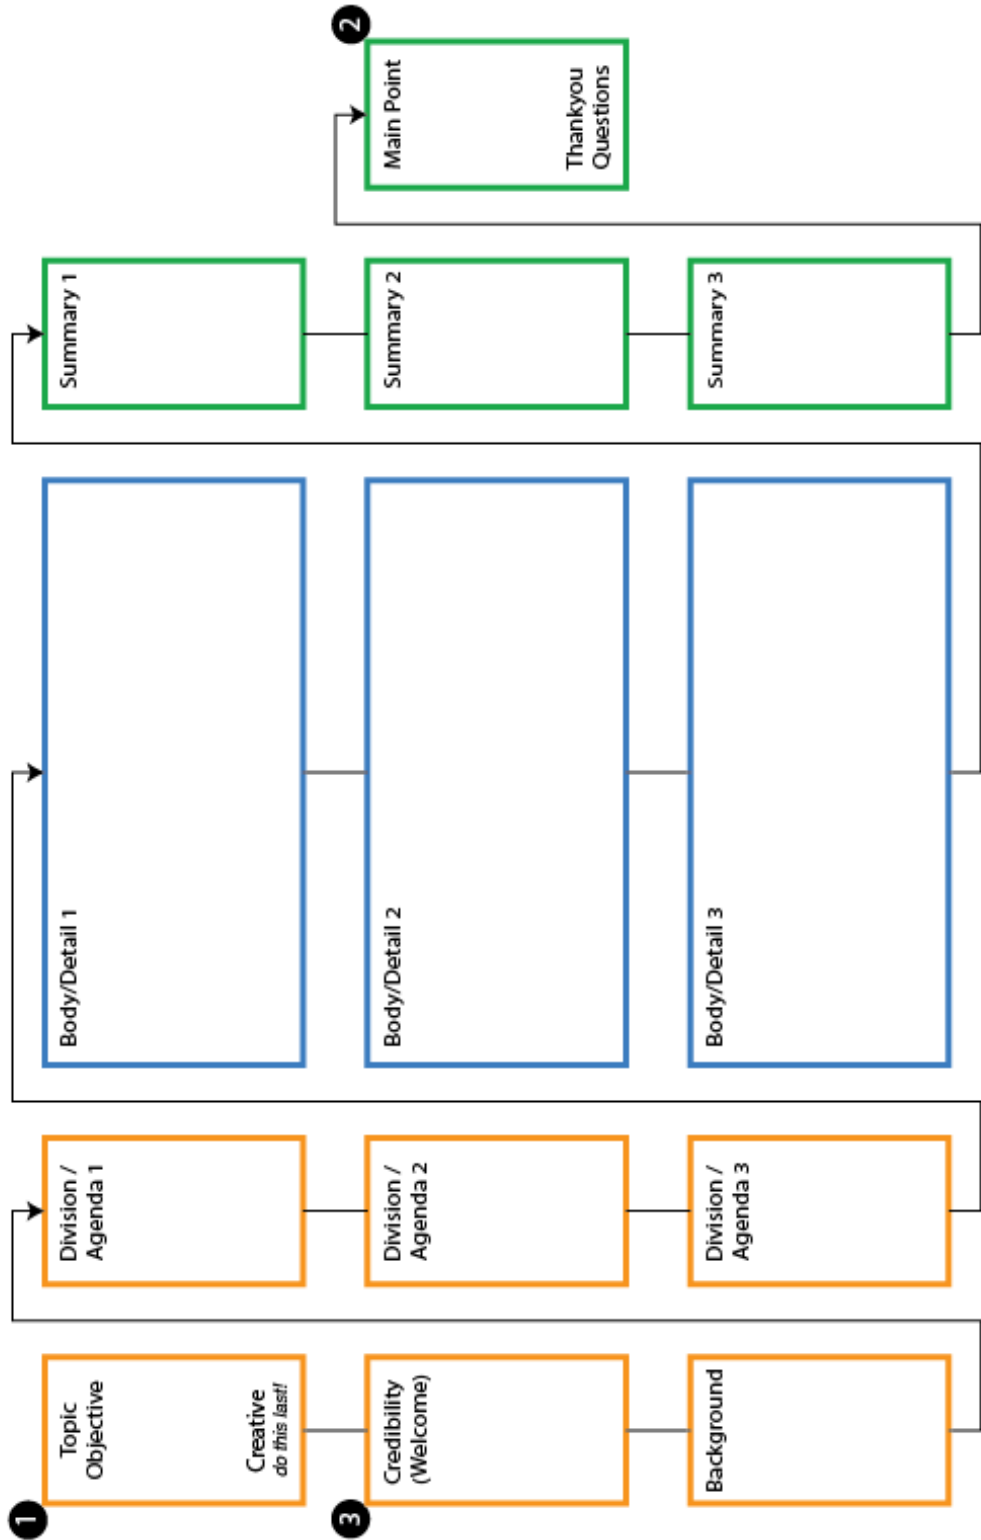 1
Topic
Objective
Creative
do this last!
3
Credibility
(Welcome)
Background
Division /
Agenda 1
Division /
Agenda 2
Division /
Agenda 3
Body/Detail 1
Body/Detail 2
Body/Detail 3
Summary 1
Summary 2
Summary 3
2
Main Point
Thankyou
Questions